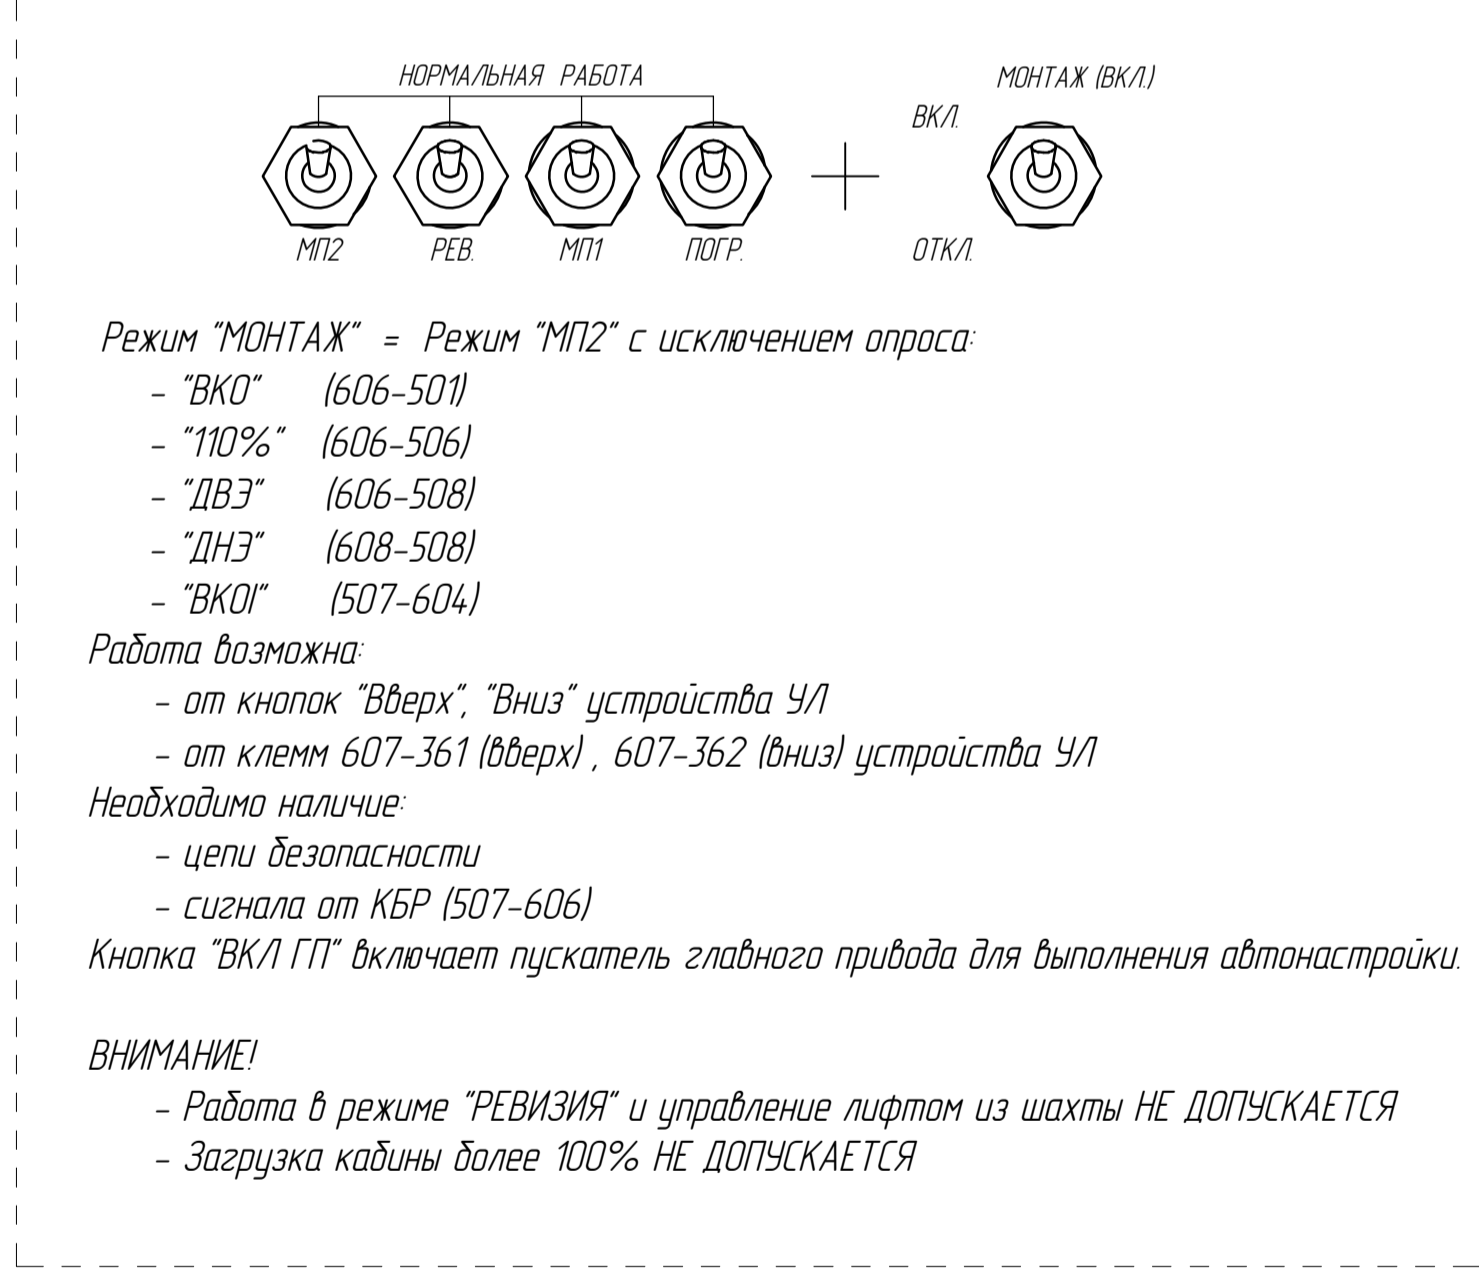 НОРМАЛЬНАЯ РАБОТА
МОНТАЖ (ВКЛ.)
ВКЛ.
МП2 РЕВ. МП1 ПОГР. ОТКЛ.
Режим "МОНТАЖ" = Режим "МП2" с исключением опроса:
- "ВКО" (606-501)
- "110%" (606-506)
- "ДВЭ" (606-508)
- "ДНЭ" (608-508)
- "ВКОI" (507-604)
Работа возможна:
- от кнопок "Вверх", "Вниз" устройства УЛ
- от клемм 607-361 (вверх) , 607-362 (вниз) устройства УЛ
Необходимо наличие:
- цепи безопасности
- сигнала от КБР (507-606)
Кнопка "ВКЛ ГП" включает пускатель главного привода для выполнения автонастройки.
ВНИМАНИЕ!
- Работа в режиме "РЕВИЗИЯ" и управление лифтом из шахты НЕ ДОПУСКАЕТСЯ
- Загрузка кабины более 100% НЕ ДОПУСКАЕТСЯ